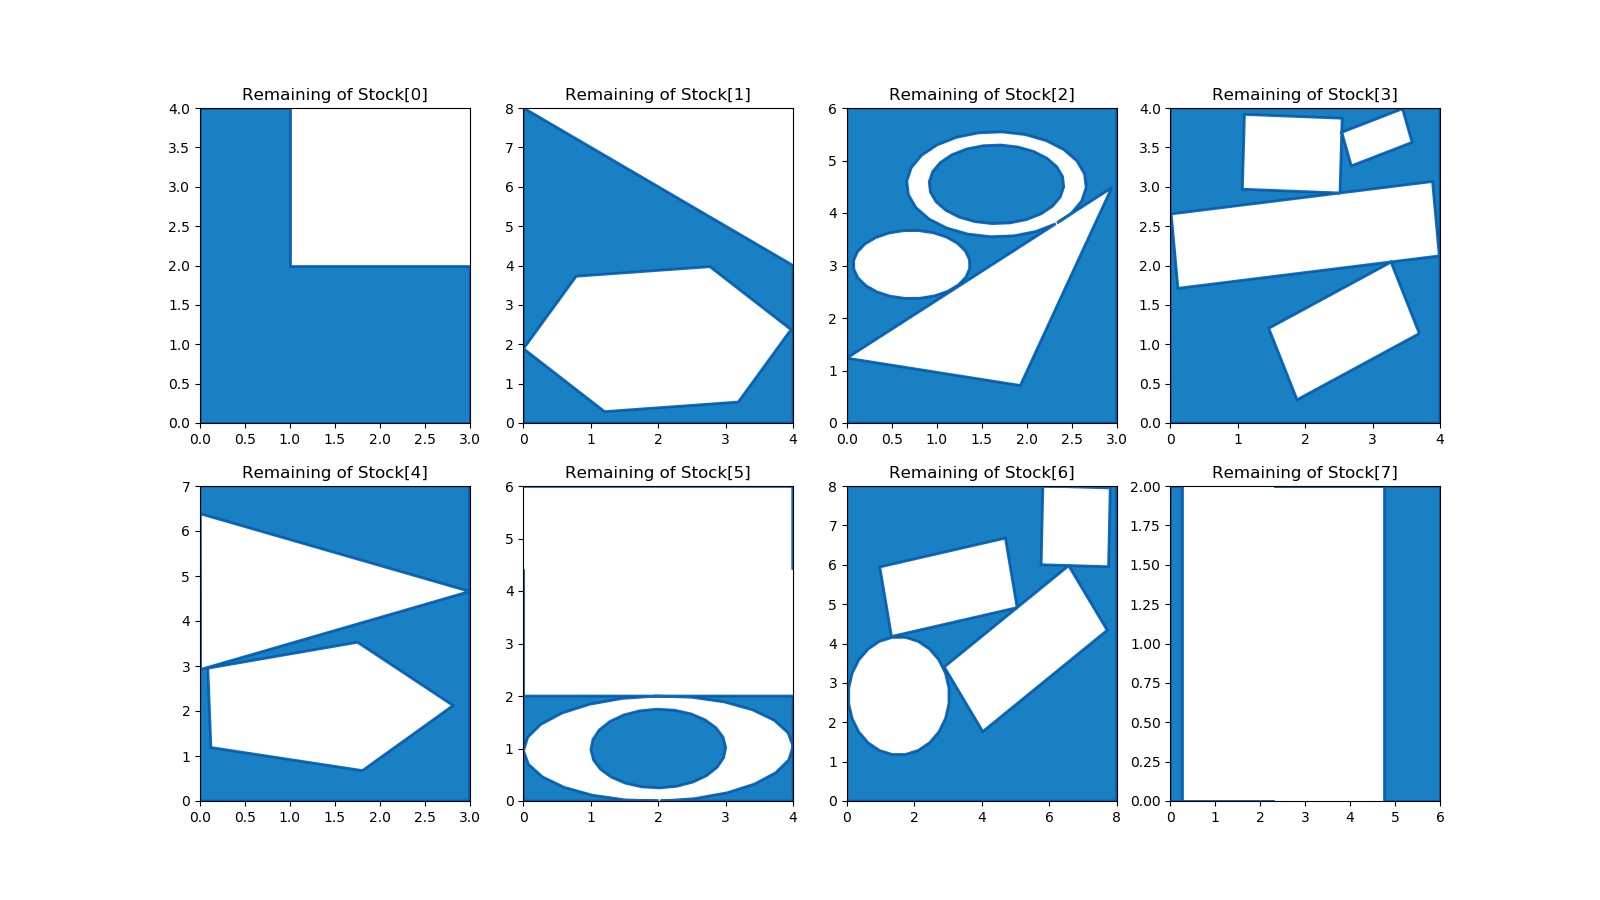 Remaining of Stock[0] Remaining of Stock[1] Remaining of Stock[2] Remaining of Stock[3]
4.0 8 6 4.0
3.5 7 5 3.5
3.0 6 4 3.0
2.5 5 3 2.5
2.0 4 2 2.0
1.5 3 1 1.5
1.0 2 0 1.0
0.5 1 0.5
0.0 0 0.0
0.0 0.5 1.0 1.5 2.0 2.5 3.0 0 1 2 3 4 0.0 0.5 1.0 1.5 2.0 2.5 3.0 0 1 2 3 4
Remaining of Stock[4] Remaining of Stock[5] Remaining of Stock[6] Remaining of Stock[7]
7 6 8 2.00
6 5 7 1.75
5 4 6 1.50
4 3 5 1.25
3 2 4 1.00
2 1 3 0.75
1 0 2 0.50
0 1 0.25
0 0.00
0.0 0.5 1.0 1.5 2.0 2.5 3.0 0 1 2 3 4 0 2 4 6 8 0 1 2 3 4 5 6